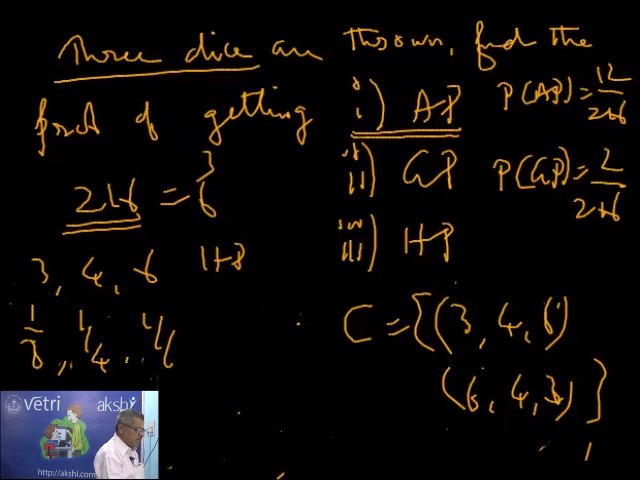 Three dice are thrown, find the
prob of getting
i) AP P(AP) = 12/216
ii) GP P(GP) = 2/216
iii) HP
216 = 6^3
3, 4, 6 HP
1/3, 1/4, 1/6
C = {(3, 4, 6)
(6, 4, 3)}
vetri akshi
http://akshi.com